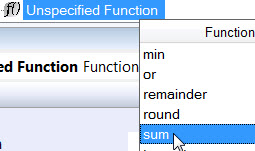 f() Unspecified Function
Function
ed Function Function
min
or
remainder
round
sum